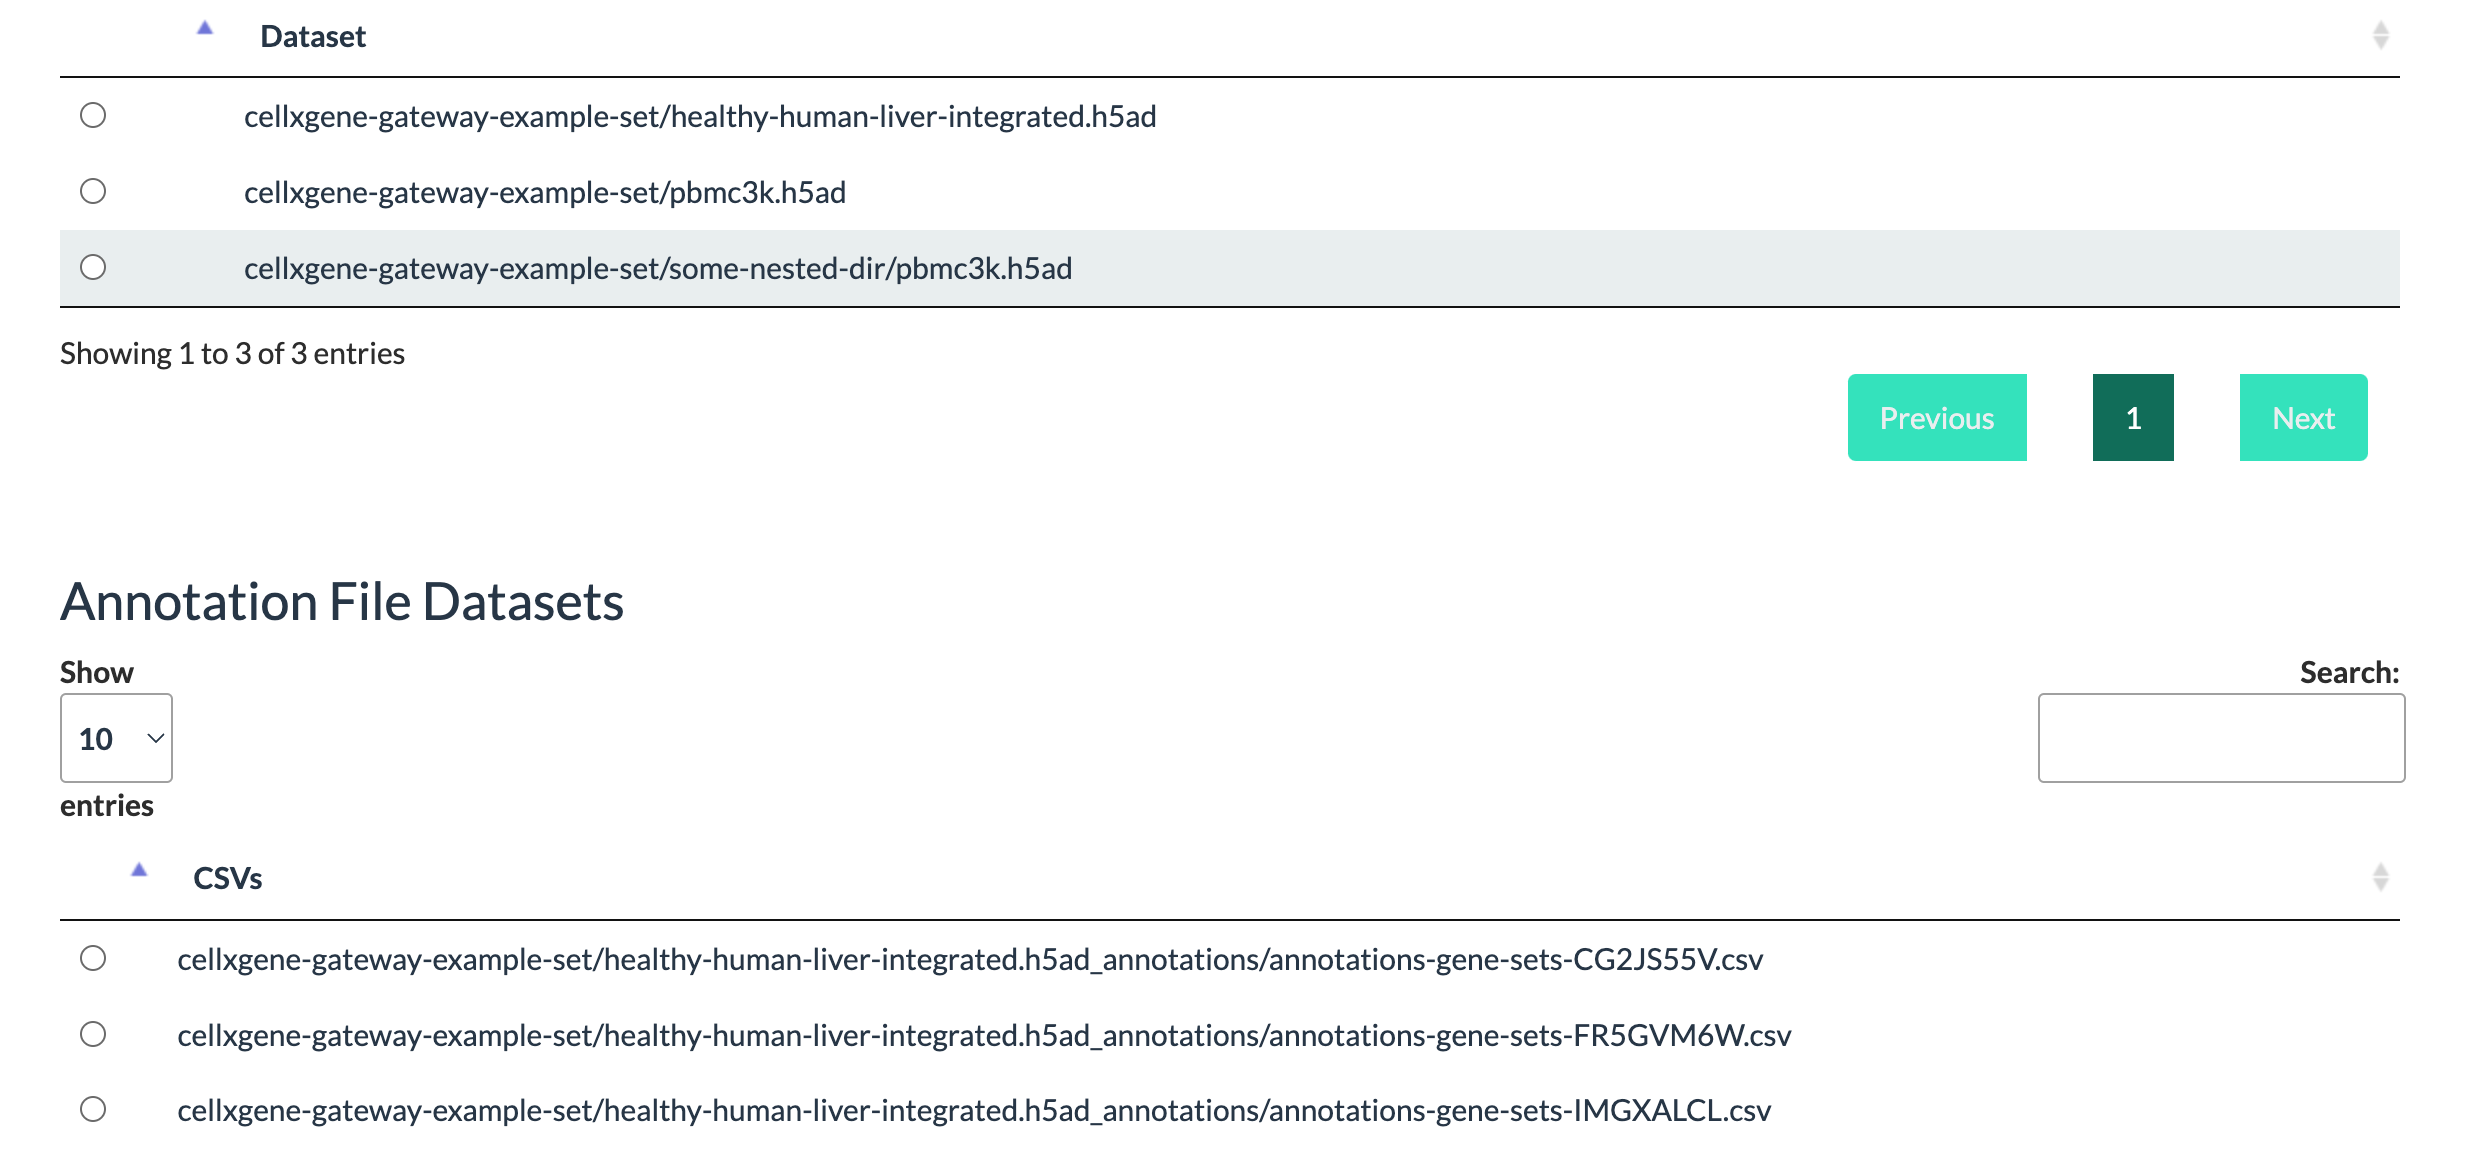 Dataset
cellxgene-gateway-example-set/healthy-human-liver-integrated.h5ad
cellxgene-gateway-example-set/pbmc3k.h5ad
cellxgene-gateway-example-set/some-nested-dir/pbmc3k.h5ad
Showing 1 to 3 of 3 entries
Previous 1 Next
Annotation File Datasets
Show Search:
10
entries
CSVs
cellxgene-gateway-example-set/healthy-human-liver-integrated.h5ad_annotations/annotations-gene-sets-CG2JS55V.csv
cellxgene-gateway-example-set/healthy-human-liver-integrated.h5ad_annotations/annotations-gene-sets-FR5GVM6W.csv
cellxgene-gateway-example-set/healthy-human-liver-integrated.h5ad_annotations/annotations-gene-sets-IMGXALCL.csv